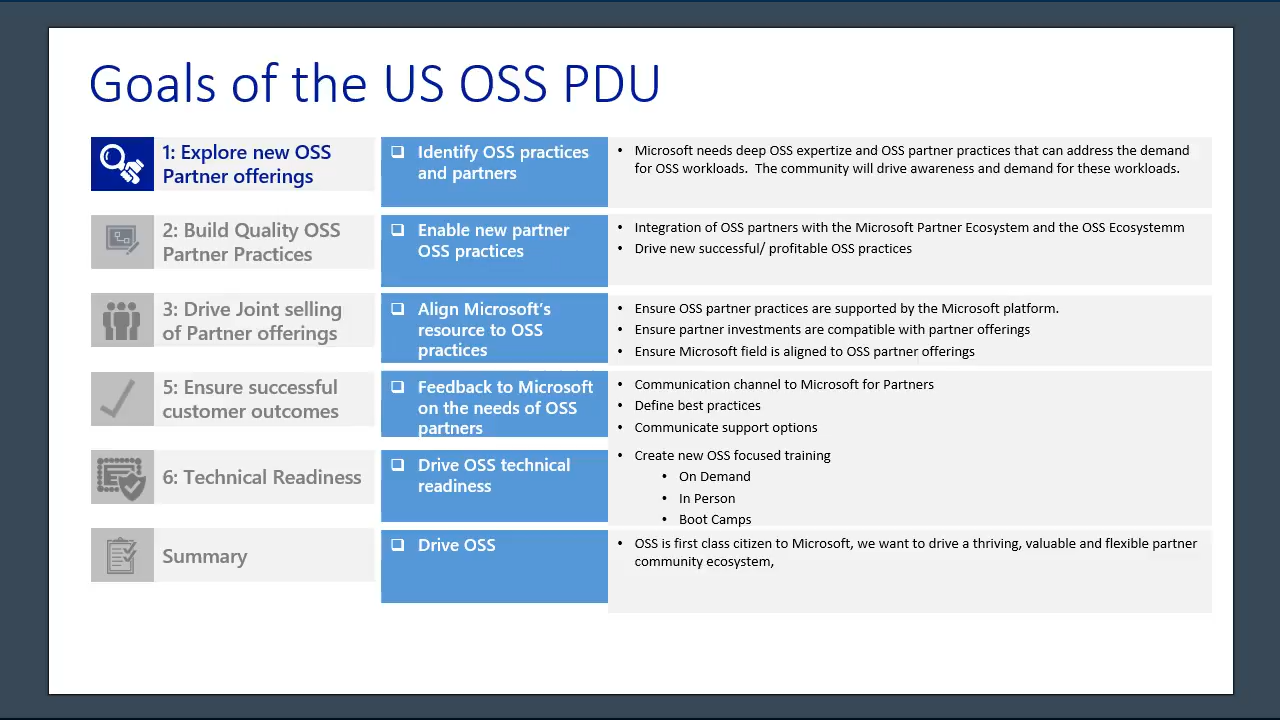 Goals of the US OSS PDU
1: Explore new OSS
Partner offerings
❑ Identify OSS practices
and partners
• Microsoft needs deep OSS expertize and OSS partner practices that can address the demand
for OSS workloads. The community will drive awareness and demand for these workloads.
2: Build Quality OSS
Partner Practices
❑ Enable new partner
OSS practices
• Integration of OSS partners with the Microsoft Partner Ecosystem and the OSS Ecosystemm
• Drive new successful/ profitable OSS practices
3: Drive Joint selling
of Partner offerings
❑ Align Microsoft's
resource to OSS
practices
• Ensure OSS partner practices are supported by the Microsoft platform.
• Ensure partner investments are compatible with partner offerings
• Ensure Microsoft field is aligned to OSS partner offerings
5: Ensure successful
customer outcomes
❑ Feedback to Microsoft
on the needs of OSS
partners
• Communication channel to Microsoft for Partners
• Define best practices
• Communicate support options
6: Technical Readiness
❑ Drive OSS technical
readiness
• Create new OSS focused training
• On Demand
• In Person
• Boot Camps
Summary
❑ Drive OSS
• OSS is first class citizen to Microsoft, we want to drive a thriving, valuable and flexible partner
community ecosystem,